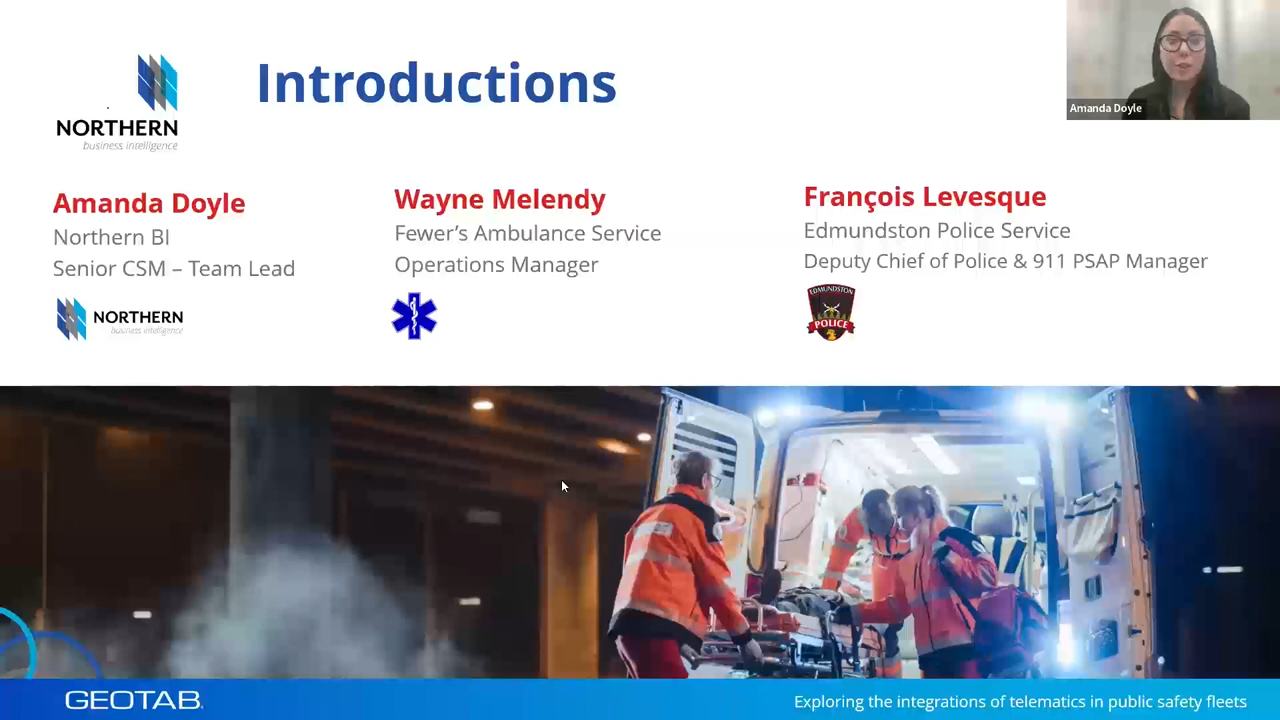 Introductions
NORTHERN
business intelligence
Amanda Doyle
Amanda Doyle
Northern BI
Senior CSM – Team Lead
NORTHERN
business intelligence
Wayne Melendy
Fewer's Ambulance Service
Operations Manager
François Levesque
Edmundston Police Service
Deputy Chief of Police & 911 PSAP Manager
EDMUNDSTON
POLICE
GEOTAB
Exploring the integrations of telematics in public safety fleets